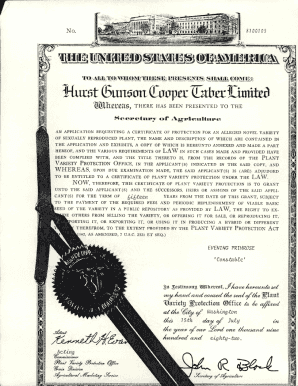 No.
THE UNITED STATES OF AMERICA
TO ALL TO WHOM THESE PRESENTS SHALL COME:
Hurst Gunson Cooper Taber Limited
Whereas, THERE HAS BEEN PRESENTED TO THE
Secretary of Agriculture
AN APPLICATION REQUESTING A CERTIFICATE OF PROTECTION FOR AN ALLEGED NOVEL VARIETY
OF SEXUALLY REPRODUCED PLANT, THE NAME AND DESCRIPTION OF WHICH ARE CONTAINED IN
THE APPLICATION AND EXHIBITS, A COPY OF WHICH IS HEREUNTO ANNEXED AND MADE A PART
HEREOF, AND THE VARIOUS REQUIREMENTS OF LAW IN SUCH CASES MADE AND PROVIDED HAVE
BEEN COMPLIED WITH, AND THE TITLE THERETO IS, FROM THE RECORDS OF THE PLANT
VARIETY PROTECTION OFFICE, IN THE APPLICANT(S) INDICATED IN THE SAID COPY, AND
WHEREAS, UPON DUE EXAMINATION MADE, THE SAID APPLICANT(S) IS (ARE) ADJUDGED
TO BE ENTITLED TO A CERTIFICATE OF PLANT VARIETY PROTECTION UNDER THE LAW.
NOW, THEREFORE, THIS CERTIFICATE OF PLANT VARIETY PROTECTION IS TO GRANT
UNTO THE SAID APPLICANT(S) AND THE SUCCESSORS, HEIRS OR ASSIGNS OF THE SAID APPLI-
CANT(S) FOR THE TERM OF YEARS FROM THE DATE OF THIS GRANT, SUBJECT
TO THE PAYMENT OF THE REQUIRED FEES AND PERIODIC REPLENISHMENT OF VIABLE BASIC
SEED OF THE VARIETY IN A PUBLIC REPOSITORY AS PROVIDED BY LAW, THE RIGHT TO EX-
CLUDE OTHERS FROM SELLING THE VARIETY, OR OFFERING IT FOR SALE, OR REPRODUCING IT,
IMPORTING IT, OR EXPORTING IT, OR USING IT IN PRODUCING A HYBRID OR DIFFERENT
THEREFROM, TO THE EXTENT PROVIDED BY THE PLANT VARIETY PROTECTION ACT
AS AMENDED, 7 U.S.C. 2321 ET SEQ.)
EVENING PRIMROSE
In Testimony Whereof, I have hereunto set
my hand and caused the seal of the Plant
Variety Protection Office to be affixed
at the City of Washington
this day of July in
the year of our Lord one thousand nine
hundred and eighty-two.
Attest:
Kenneth H. Evans
Acting
Commissioner
Plant Variety Protection Office
Grain Division
Agricultural Marketing Service
John R. Block
Secretary of Agriculture